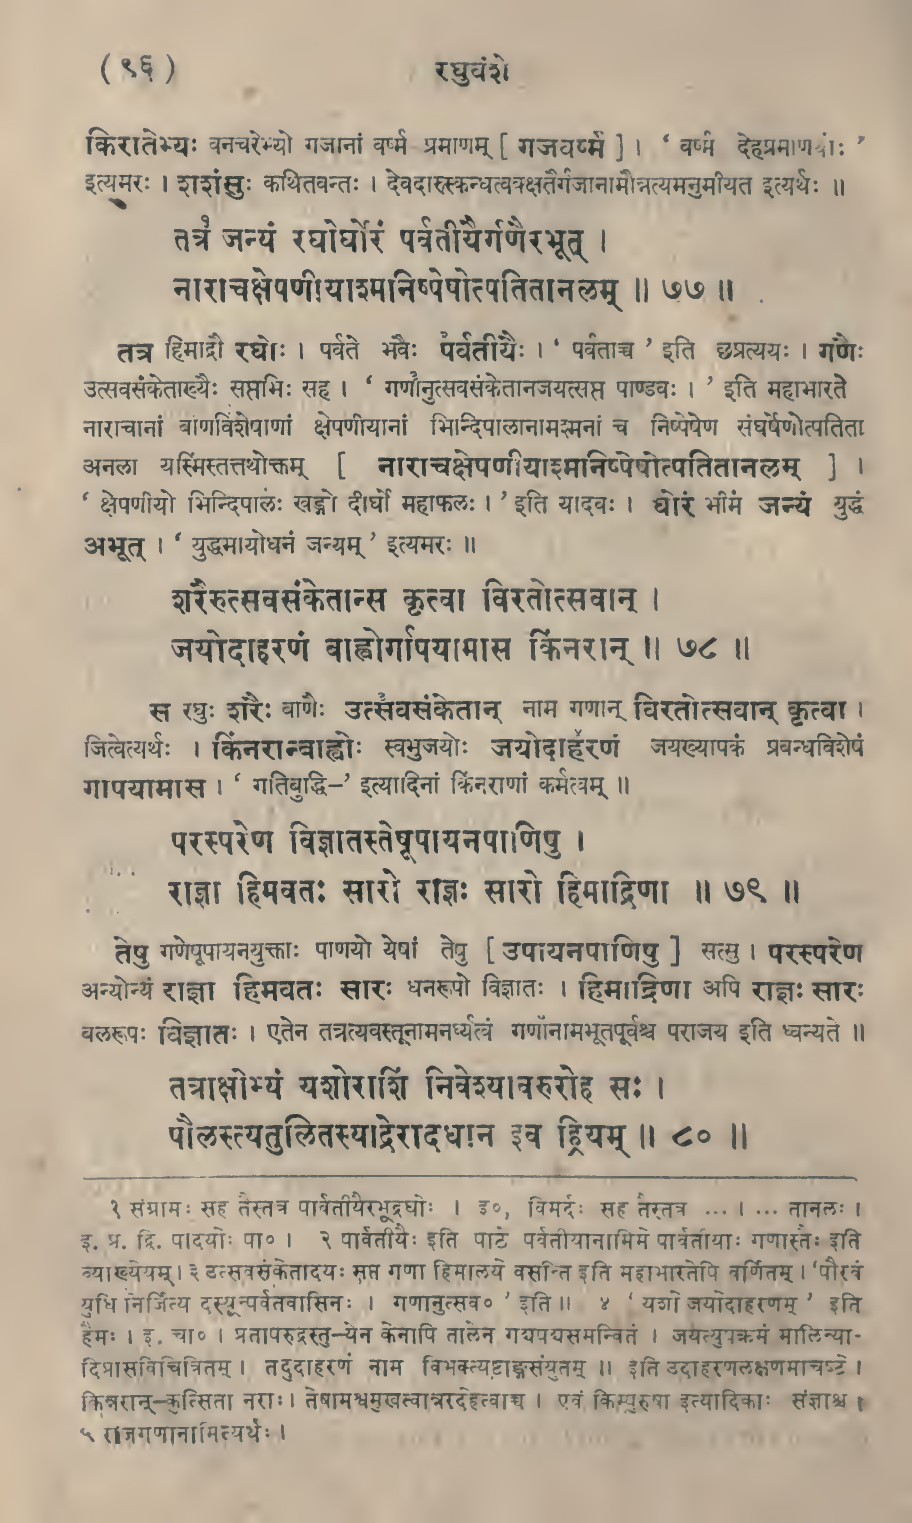 ( ९६ ) रघुवंशे
किरातेभ्यः वनचरेभ्यो गजानां वर्ष्म प्रमाणम् [ गजवर्ष्म ] । ‘ वर्ष्म देहप्रमाणयोः ’
इत्यमरः । शशंसुः कथितवन्तः । देवदारुस्कन्धत्वक्क्षतैर्गजानामौन्नत्यमनुमीयत इत्यर्थः ॥
तत्रं जन्यं रघोर्घोरं पर्वतीयैर्गणैरभूत् ।
नाराचक्षेपणीयाश्मनिष्पेषोत्पतितानलम् ॥ ७७ ॥
तत्र हिमाद्रौ रघोः । पर्वते भवैः पर्वतीयैः । ‘ पर्वताच्च ’ इति छप्रत्ययः । गणैः
उत्सवसंकेताख्यैः सप्तभिः सह । ‘ गणानुत्सवसंकेतानजयत्सप्त पाण्डवः । ’ इति महाभारते
नाराचानां बाणविशेषाणां क्षेपणीयानां भिन्दिपालानामश्मनां च निष्पेषेण संघर्षेणोत्पतिता
अनला यस्मिंस्तत्तथोक्तम् [ नाराचक्षेपणीयाश्मनिष्पेषोत्पतितानलम् ] ।
‘ क्षेपणीयो भिन्दिपालः खङ्गो दीर्घो महाफलः । ’ इति यादवः । घोरं भीमं जन्यं युद्धं
अभूत् । ‘ युद्धमायोधनं जन्यम् ’ इत्यमरः ॥
शरैरुत्सवसंकेतान्स कृत्वा विरतोत्सवान् ।
जयोदाहरणं बाह्वोर्गापयामास किंनरान् ॥ ७८ ॥
स रघुः शरैः बाणैः उत्सवसंकेतान् नाम गणान् विरतोत्सवान् कृत्वा ।
जित्वेत्यर्थः । किंनरान्बाह्वोः स्वभुजयोः जयोदाहरणं जयख्यापकं प्रबन्धविशेषं
गापयामास । ‘ गतिबुद्धि–’ इत्यादिनां किंनराणां कर्मत्वम् ॥
परस्परेण विज्ञातस्तेषूपायनपाणिषु ।
राज्ञा हिमवतः सारो राज्ञः सारो हिमाद्रिणा ॥ ७९ ॥
तेषु गणेषूपायनयुक्ताः पाणयो येषां तेषु [ उपायनपाणिषु ] सत्सु । परस्परेण
अन्योन्यं राज्ञा हिमवतः सारः धनरूपो विज्ञातः । हिमाद्रिणा अपि राज्ञः सारः
बलरूपः विज्ञातः । एतेन तत्रत्यवस्तूनामनर्घ्यत्वं गणानामभूतपूर्वश्च पराजय इति ध्वन्यते ॥
तत्राक्षोभ्यं यशोराशिं निवेश्यावरुरोह सः ।
पौलस्त्यतुलितस्याद्रेरादधान इव ह्रियम् ॥ ८० ॥
१ संग्रामः सह तैस्तत्र पार्वतीयैरभूद्रघोः । इ०, विमर्दः सह तैस्तत्र ... । ... तानलः ।
इ. प्र. द्वि. पादयोः पा० । २ पार्वतीयैः इति पाठे पर्वतीयानामिमे पार्वतीयाः गणास्तैः इति
व्याख्येयम् । ३ उत्सवसंकेतादयः सप्त गणा हिमालये वसन्ति इति महाभारतेपि वर्णितम् । ‘पौरवं
युधि निर्जित्य दस्यून्पर्वतवासिनः । गणानुत्सव० ’ इति ॥ ४ ‘ यशो जयोदाहरणम् ’ इति
हैमः । इ. चा० । प्रतापरुद्रस्तु–येन केनापि तालेन गद्यपद्यसमन्वितं । जयत्युपक्रमं मालिन्या-
दिप्रासविचित्रितम् । तदुदाहरणं नाम विभक्त्यष्टाङ्गसंयुतम् ॥ इति उदाहरणलक्षणमाचष्टे ।
किन्नरान्–कुत्सिता नराः । तेषामश्वमुखत्वान्नरदेहत्वाच्च । एवं किम्पुरुषा इत्यादिकाः संज्ञाश्च ।
५ राजगणानामित्यर्थः ।